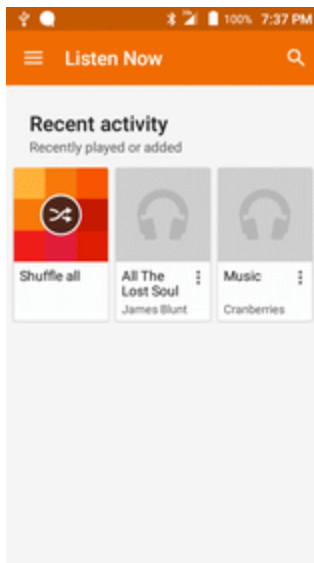 100% 7:37 PM
Listen Now
Recent activity
Recently played or added
Shuffle all
All The
Lost Soul
James Blunt
Music
Cranberries